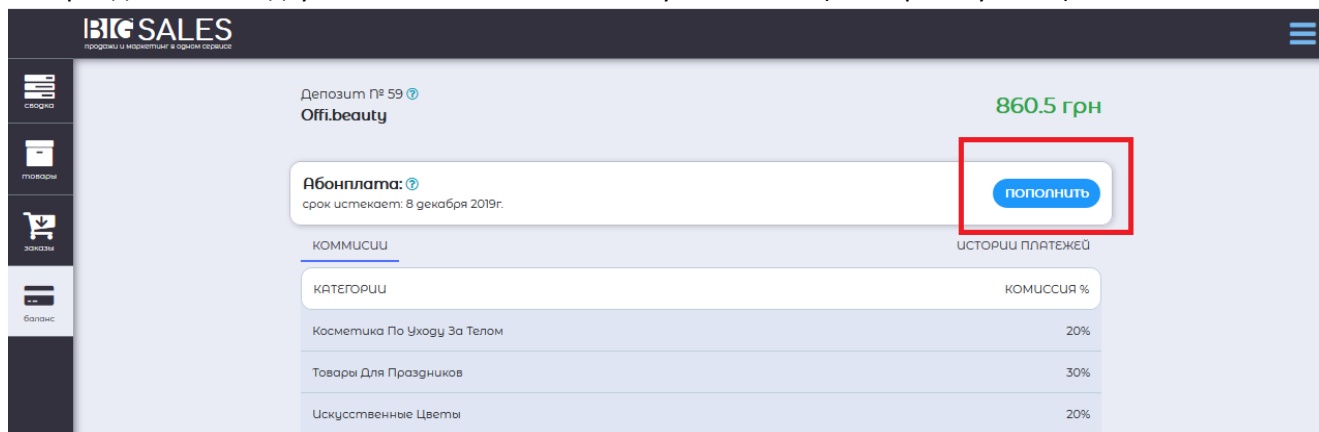 BIG SALES
продажи и маркетинг в одном сервисе
сводка
товары
заказы
баланс
Депозит № 59 ?
Offi.beauty
860.5 грн
Абонплата: ?
срок истекает: 8 декабря 2019г.
ПОПОЛНИТЬ
КОММИСИИ
ИСТОРИИ ПЛАТЕЖЕЙ
КАТЕГОРИИ
КОМИССИЯ %
Косметика По Уходу За Телом
20%
Товары Для Праздников
30%
Искусственные Цветы
20%